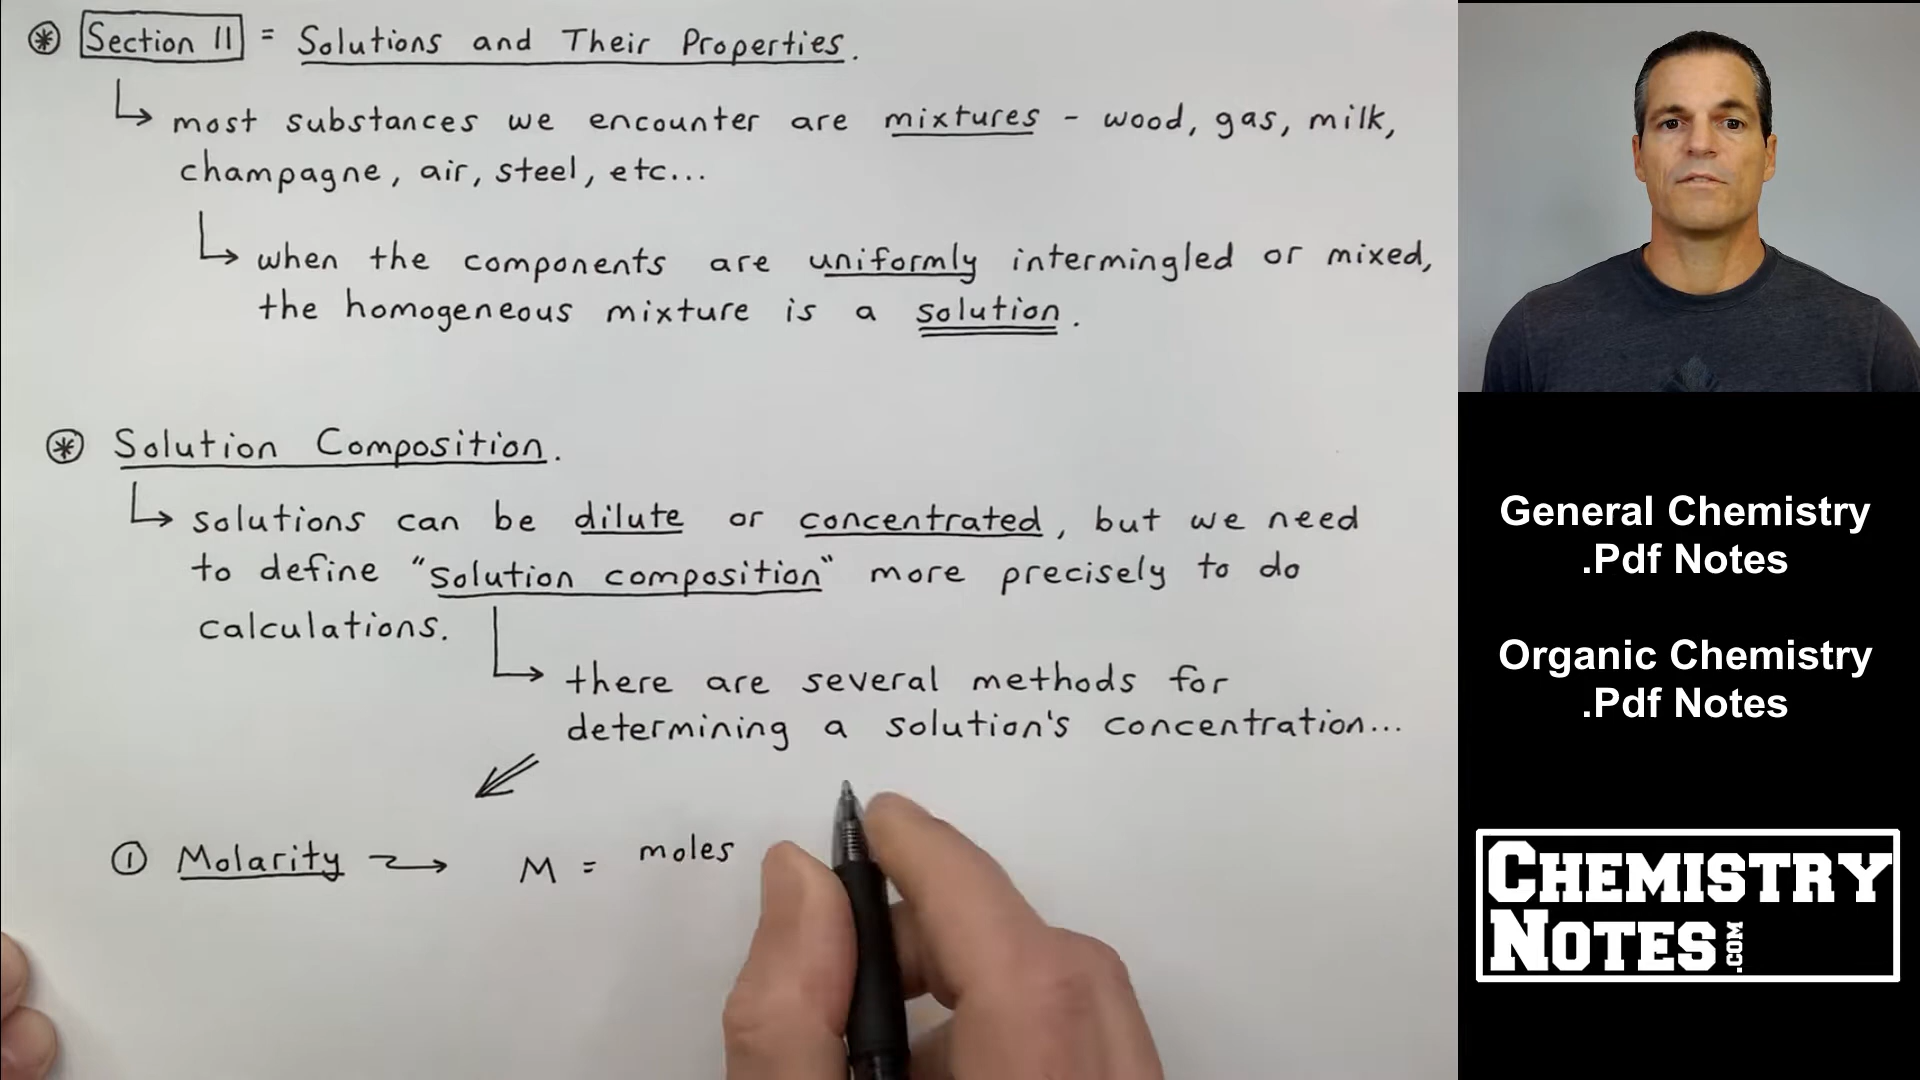 ⊛ Section 11 = Solutions and Their Properties.
↳ most substances we encounter are mixtures - wood, gas, milk,
champagne, air, steel, etc...
↳ when the components are uniformly intermingled or mixed,
the homogeneous mixture is a solution.
⊛ Solution Composition.
↳ solutions can be dilute or concentrated, but we need
to define "solution composition" more precisely to do
calculations.
↳ there are several methods for
determining a solution's concentration...
① Molarity → M = moles
General Chemistry
.Pdf Notes
Organic Chemistry
.Pdf Notes
CHEMISTRY
NOTES.COM